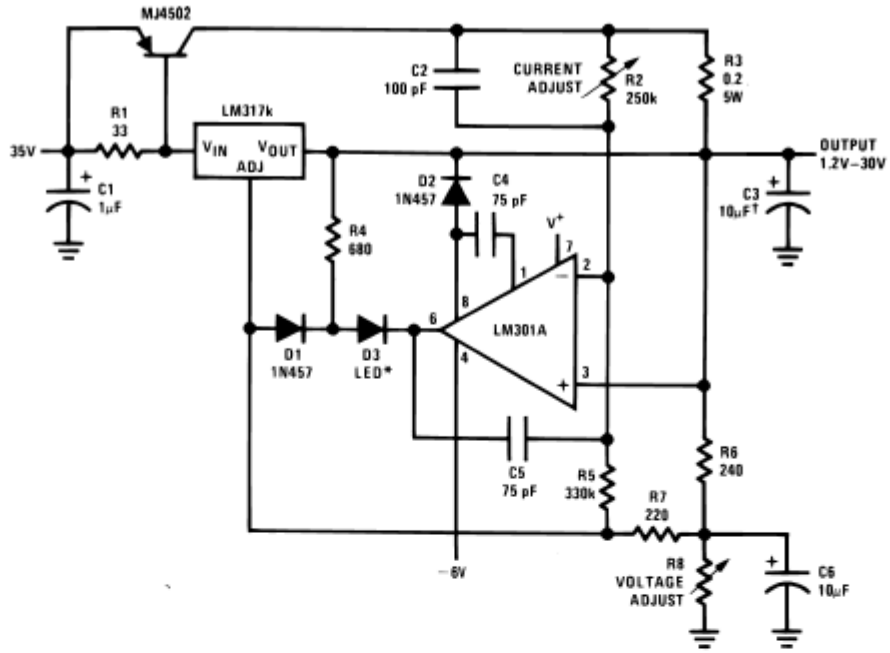 MJ4502
C2
100 pF
CURRENT
ADJUST
R2
250k
R3
0.2
5W
R1
33
LM317k
35V
VIN
VOUT
ADJ
OUTPUT
1.2V–30V
+
C1
1μF
D2
1N457
C4
75 pF
+
C3
10μF†
R4
680
V+
7
1
2
−
8
6
LM301A
4
3
+
D1
1N457
D3
LED*
C5
75 pF
R5
330k
R6
240
R7
220
−6V
R8
VOLTAGE
ADJUST
+
C6
10μF